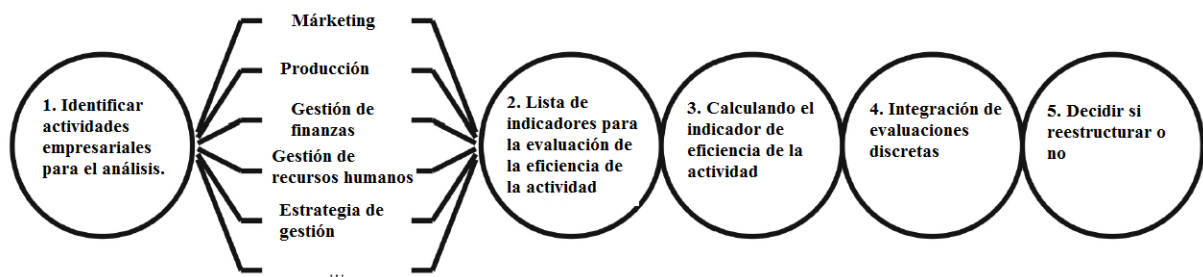 1. Identificar
actividades
empresariales
para el análisis.
Márketing
Producción
Gestión de
finanzas
Gestión de
recursos humanos
Estrategia de
gestión
...
2. Lista de
indicadores para
la evaluación de
la eficiencia de
la actividad
3. Calculando el
indicador de
eficiencia de la
actividad
4. Integración de
evaluaciones
discretas
5. Decidir si
reestructurar o
no